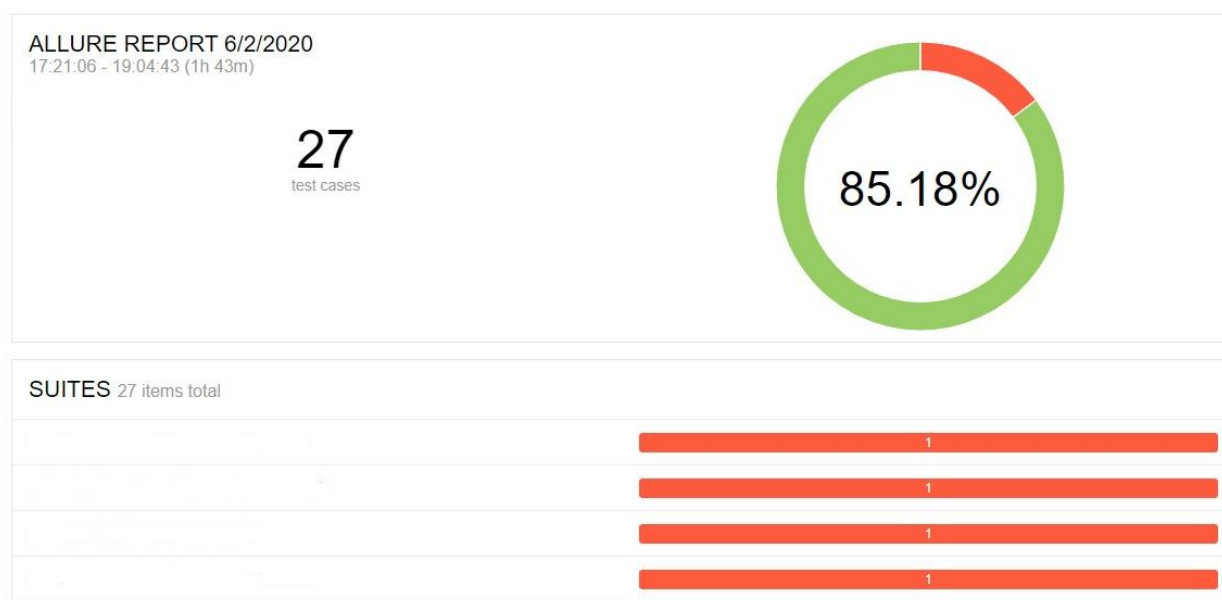 ALLURE REPORT 6/2/2020
17:21:06 - 19:04:43 (1h 43m)
27
test cases
85.18%
SUITES 27 items total
1
1
1
1